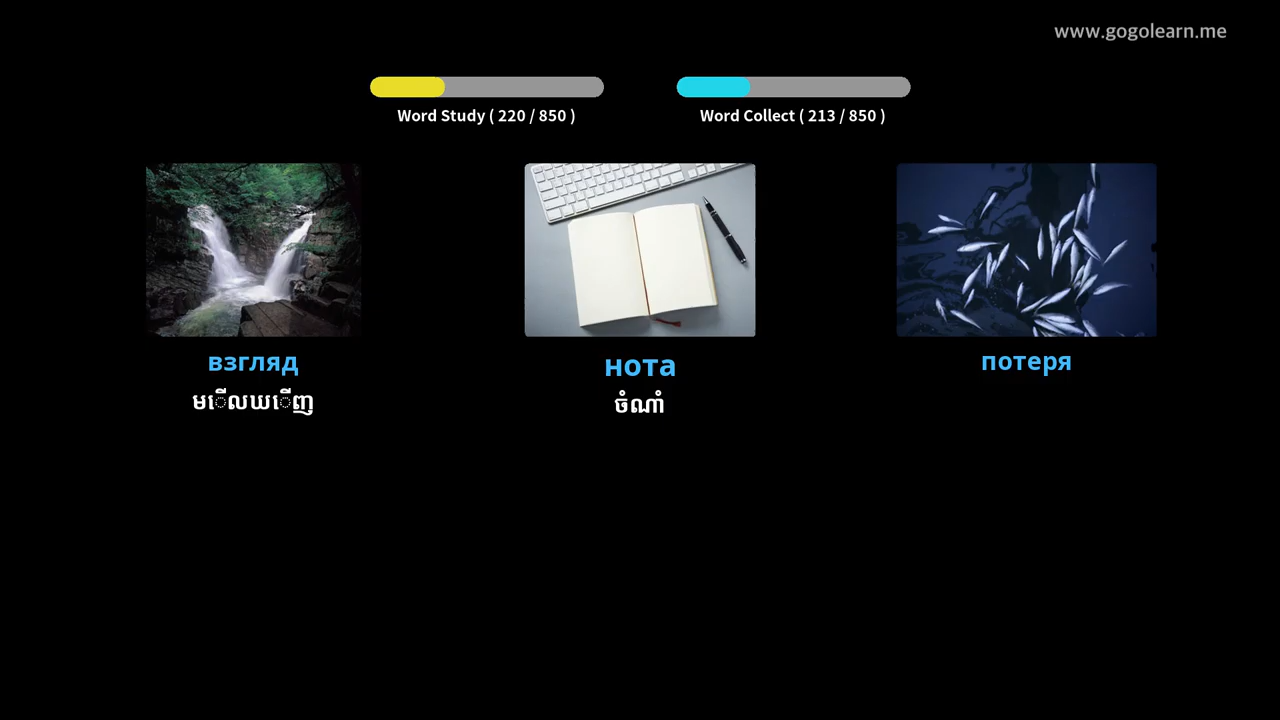 www.gogolearn.me
Word Study ( 220 / 850 )
Word Collect ( 213 / 850 )
взгляд
មើលឃើញ
нота
ចំណាំ
потеря